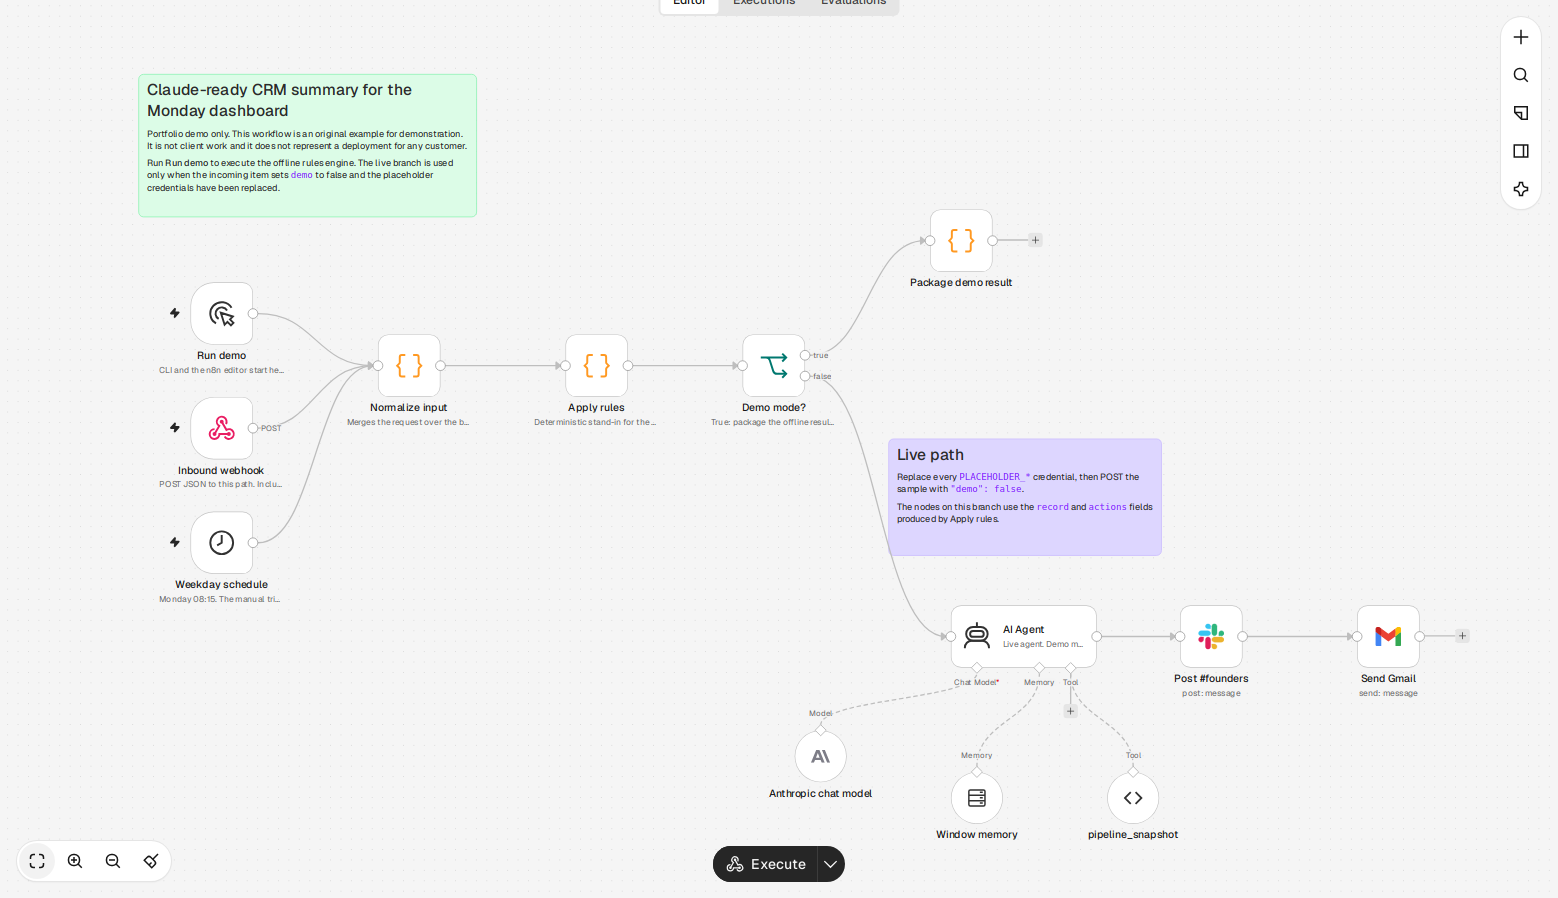 Editor
Executions
Evaluations
Claude-ready CRM summary for the
Monday dashboard
Portfolio demo only. This workflow is an original example for demonstration.
It is not client work and it does not represent a deployment for any customer.
Run Run demo to execute the offline rules engine. The live branch is used
only when the incoming item sets demo to false and the placeholder
credentials have been replaced.
Package demo result
Run demo
CLI and the n8n editor start he...
Normalize input
Merges the request over the b...
Apply rules
Deterministic stand-in for the ...
true
false
Demo mode?
True: package the offline resul...
POST
Inbound webhook
POST JSON to this path. Inclu...
Live path
Replace every PLACEHOLDER_* credential, then POST the
sample with "demo": false.
The nodes on this branch use the record and actions fields
produced by Apply rules.
Weekday schedule
Monday 08:15. The manual tri...
AI Agent
Live agent. Demo m...
Chat Model*
Memory
Tool
Post #founders
post: message
Send Gmail
send: message
Model
Anthropic chat model
Memory
Window memory
Tool
pipeline_snapshot
Execute